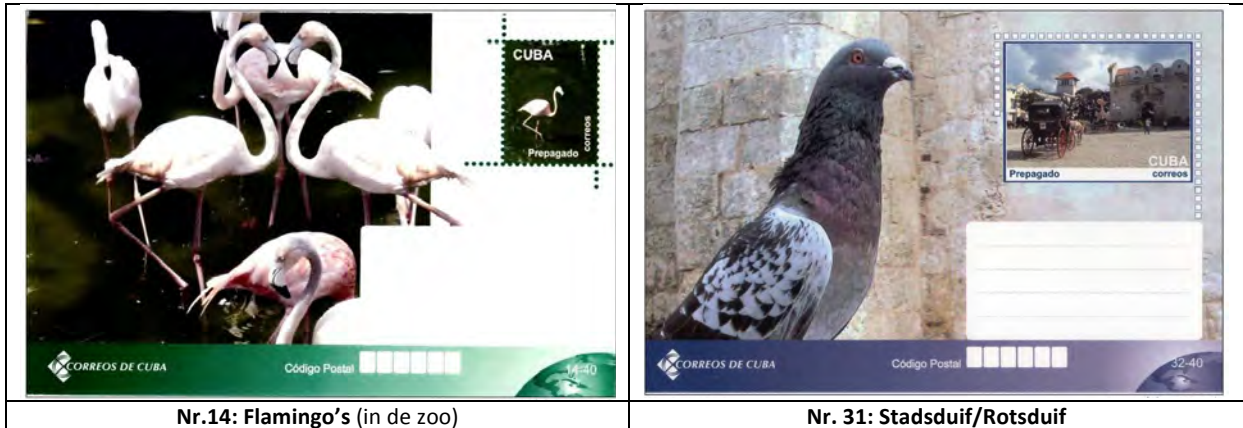 CUBA
Prepagado
correos
CORREOS DE CUBA
Código Postal
14-40
CUBA
Prepagado
correos
CORREOS DE CUBA
Código Postal
32-40
Nr.14: Flamingo’s (in de zoo)
Nr. 31: Stadsduif/Rotsduif